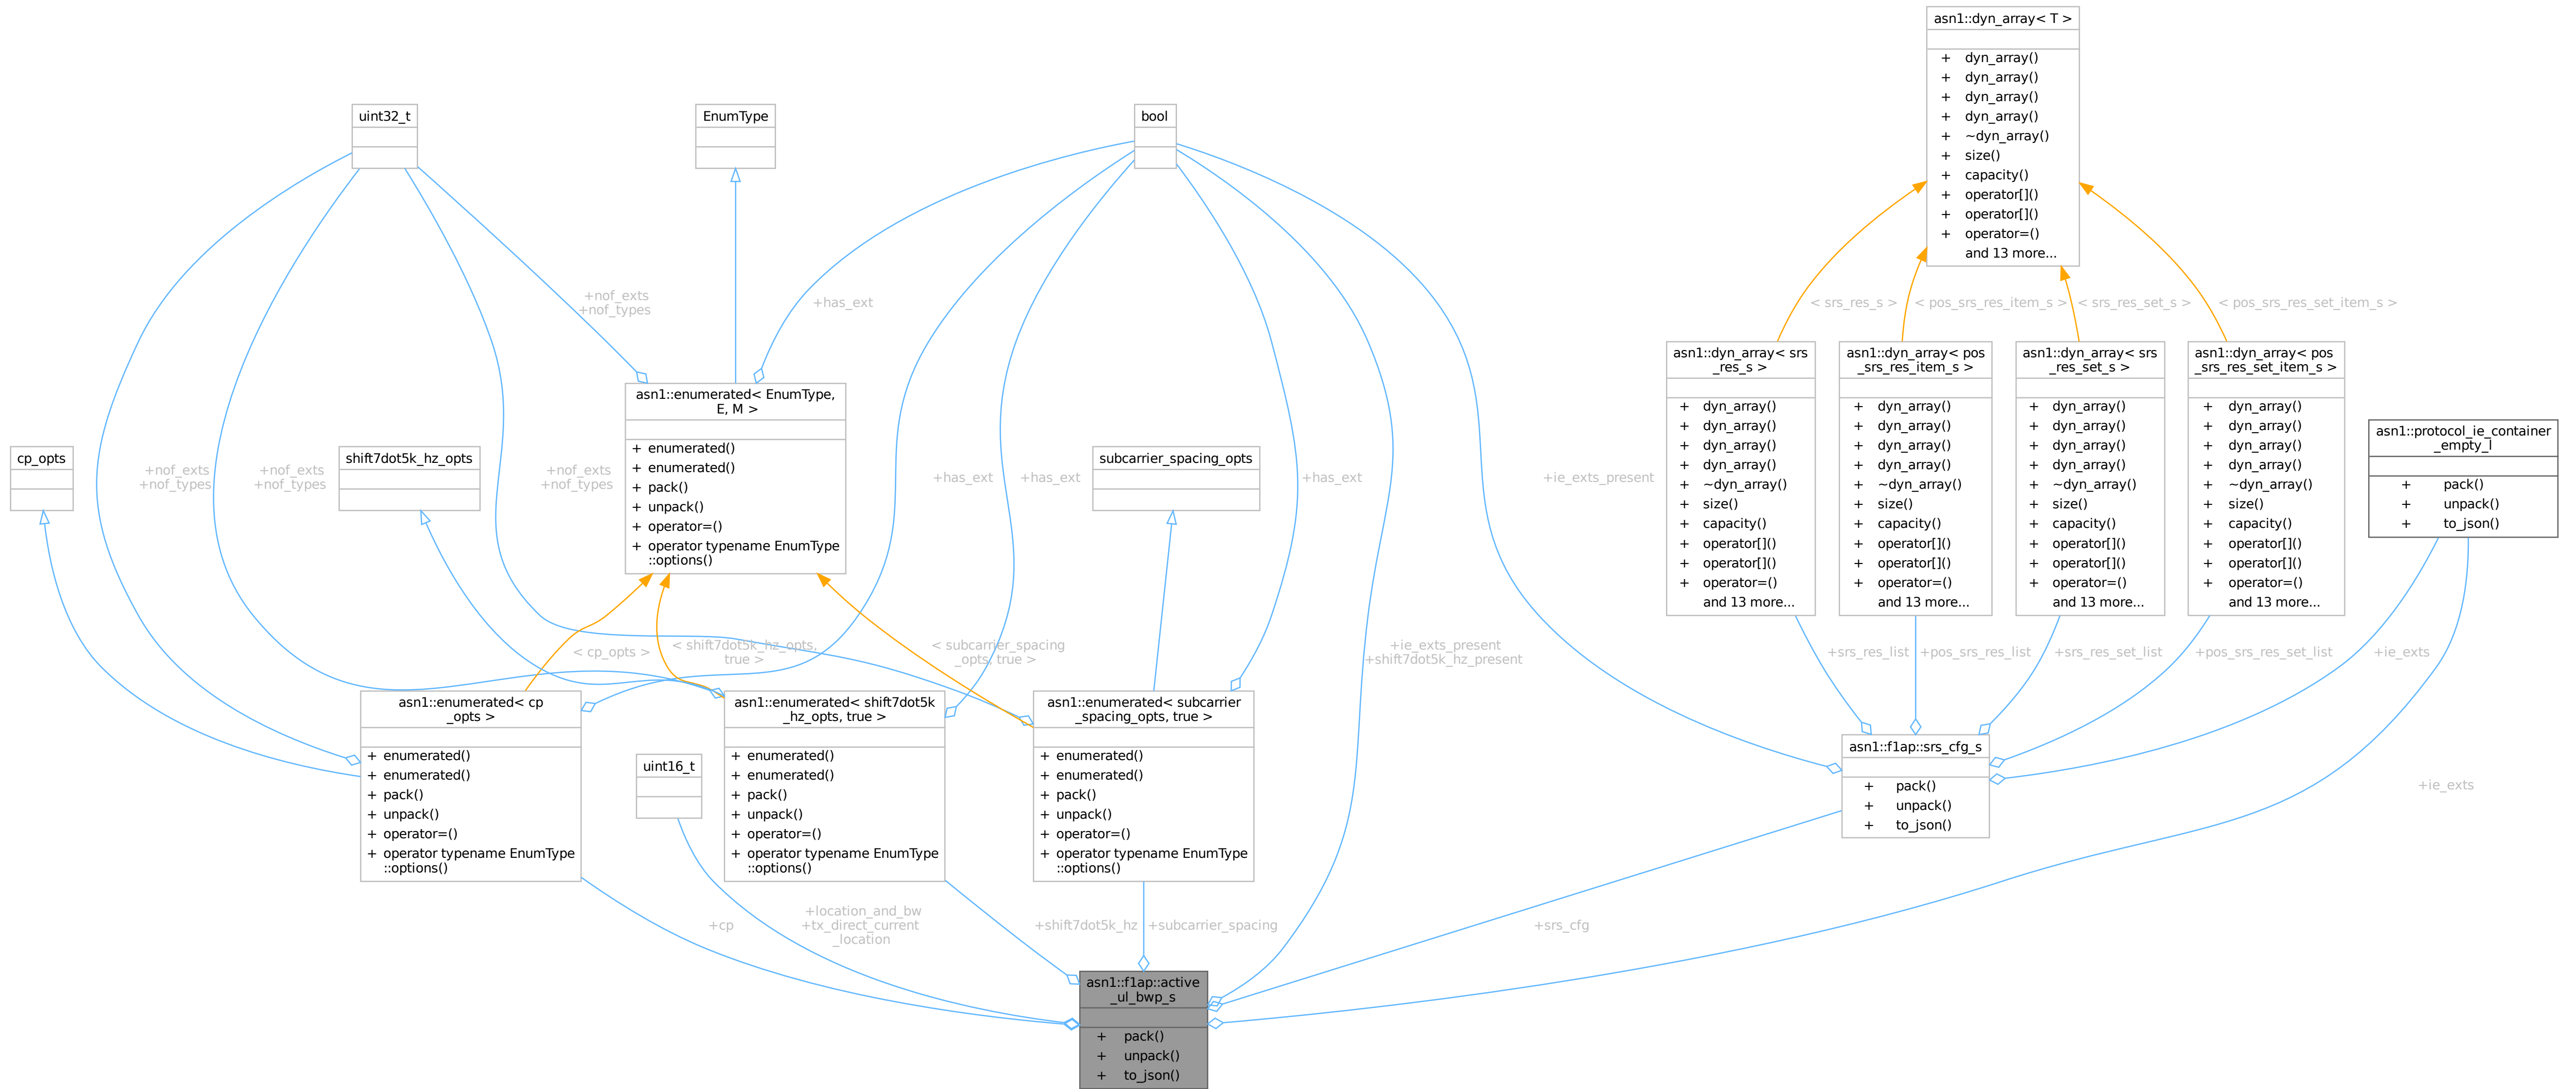 asn1::dyn_array< T >
+ dyn_array()
+ dyn_array()
+ dyn_array()
+ dyn_array()
+ ~dyn_array()
+ size()
+ capacity()
+ operator[]()
+ operator[]()
+ operator=()
and 13 more...
uint32_t
EnumType
bool
+nof_exts
+nof_types
+has_ext
< srs_res_s >
< pos_srs_res_item_s >
< srs_res_set_s >
< pos_srs_res_set_item_s >
asn1::dyn_array< srs
_res_s >
+ dyn_array()
+ dyn_array()
+ dyn_array()
+ dyn_array()
+ ~dyn_array()
+ size()
+ capacity()
+ operator[]()
+ operator[]()
+ operator=()
and 13 more...
asn1::dyn_array< pos
_srs_res_item_s >
+ dyn_array()
+ dyn_array()
+ dyn_array()
+ dyn_array()
+ ~dyn_array()
+ size()
+ capacity()
+ operator[]()
+ operator[]()
+ operator=()
and 13 more...
asn1::dyn_array< srs
_res_set_s >
+ dyn_array()
+ dyn_array()
+ dyn_array()
+ dyn_array()
+ ~dyn_array()
+ size()
+ capacity()
+ operator[]()
+ operator[]()
+ operator=()
and 13 more...
asn1::dyn_array< pos
_srs_res_set_item_s >
+ dyn_array()
+ dyn_array()
+ dyn_array()
+ dyn_array()
+ ~dyn_array()
+ size()
+ capacity()
+ operator[]()
+ operator[]()
+ operator=()
and 13 more...
asn1::enumerated< EnumType,
E, M >
+ enumerated()
+ enumerated()
+ pack()
+ unpack()
+ operator=()
+ operator typename EnumType
::options()
asn1::protocol_ie_container
_empty_l
+ pack()
+ unpack()
+ to_json()
cp_opts
shift7dot5k_hz_opts
subcarrier_spacing_opts
+nof_exts
+nof_types
+nof_exts
+nof_types
+nof_exts
+nof_types
+has_ext
+has_ext
+has_ext
+ie_exts_present
< cp_opts >
< shift7dot5k_hz_opts,
true >
< subcarrier_spacing
_opts, true >
+ie_exts_present
+shift7dot5k_hz_present
+srs_res_list
+pos_srs_res_list
+srs_res_set_list
+pos_srs_res_set_list
+ie_exts
asn1::enumerated< cp
_opts >
+ enumerated()
+ enumerated()
+ pack()
+ unpack()
+ operator=()
+ operator typename EnumType
::options()
uint16_t
asn1::enumerated< shift7dot5k
_hz_opts, true >
+ enumerated()
+ enumerated()
+ pack()
+ unpack()
+ operator=()
+ operator typename EnumType
::options()
asn1::enumerated< subcarrier
_spacing_opts, true >
+ enumerated()
+ enumerated()
+ pack()
+ unpack()
+ operator=()
+ operator typename EnumType
::options()
asn1::f1ap::srs_cfg_s
+ pack()
+ unpack()
+ to_json()
+ie_exts
+cp
+location_and_bw
+tx_direct_current
_location
+shift7dot5k_hz
+subcarrier_spacing
+srs_cfg
asn1::f1ap::active
_ul_bwp_s
+ pack()
+ unpack()
+ to_json()